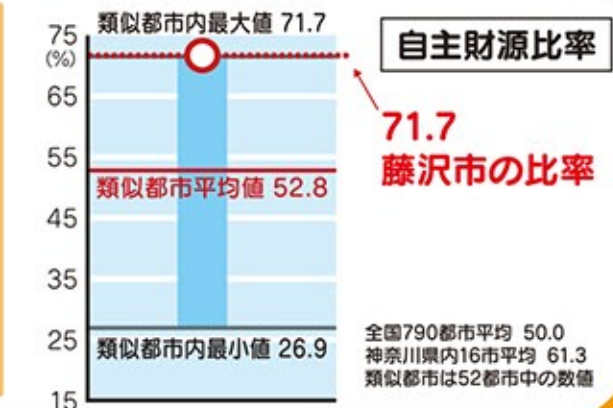 75
(%)
65
55
45
35
25
15
類似都市内最大値 71.7
類似都市平均値 52.8
類似都市内最小値 26.9
自主財源比率
71.7
藤沢市の比率
全国790都市平均 50.0
神奈川県内16市平均 61.3
類似都市は52都市中の数値